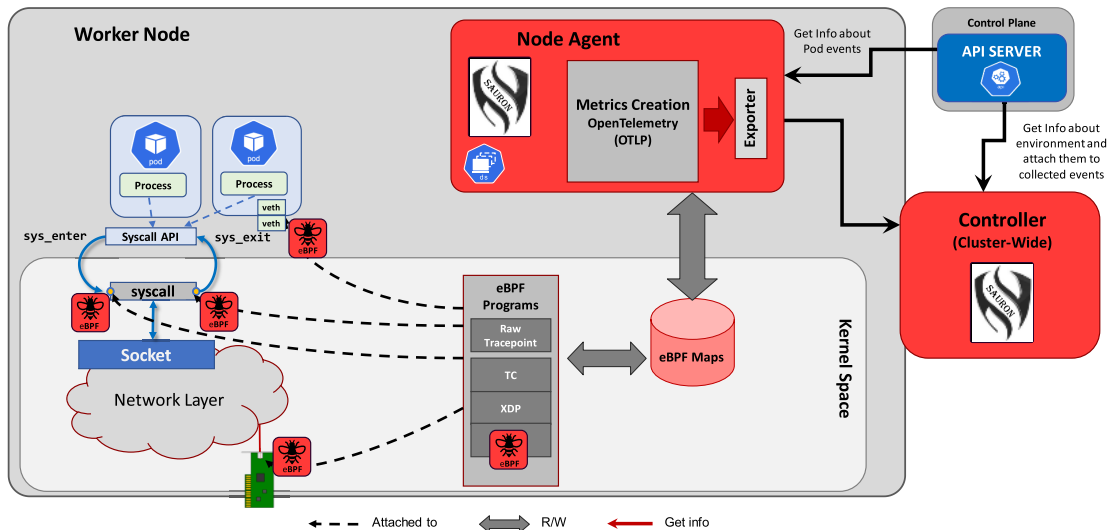 Worker Node
Node Agent
SAURON
ds
Metrics Creation
OpenTelemetry
(OTLP)
Exporter
Get Info about
Pod events
Control Plane
API SERVER
Get Info about
environment and
attach them to
collected events
Controller
(Cluster-Wide)
SAURON
pod
Process
pod
Process
veth
veth
eBPF
sys_enter
Syscall API
sys_exit
syscall
eBPF
eBPF
Socket
Network Layer
eBPF
eBPF
Programs
Raw
Tracepoint
TC
XDP
eBPF
eBPF Maps
Kernel Space
Attached to
R/W
Get info